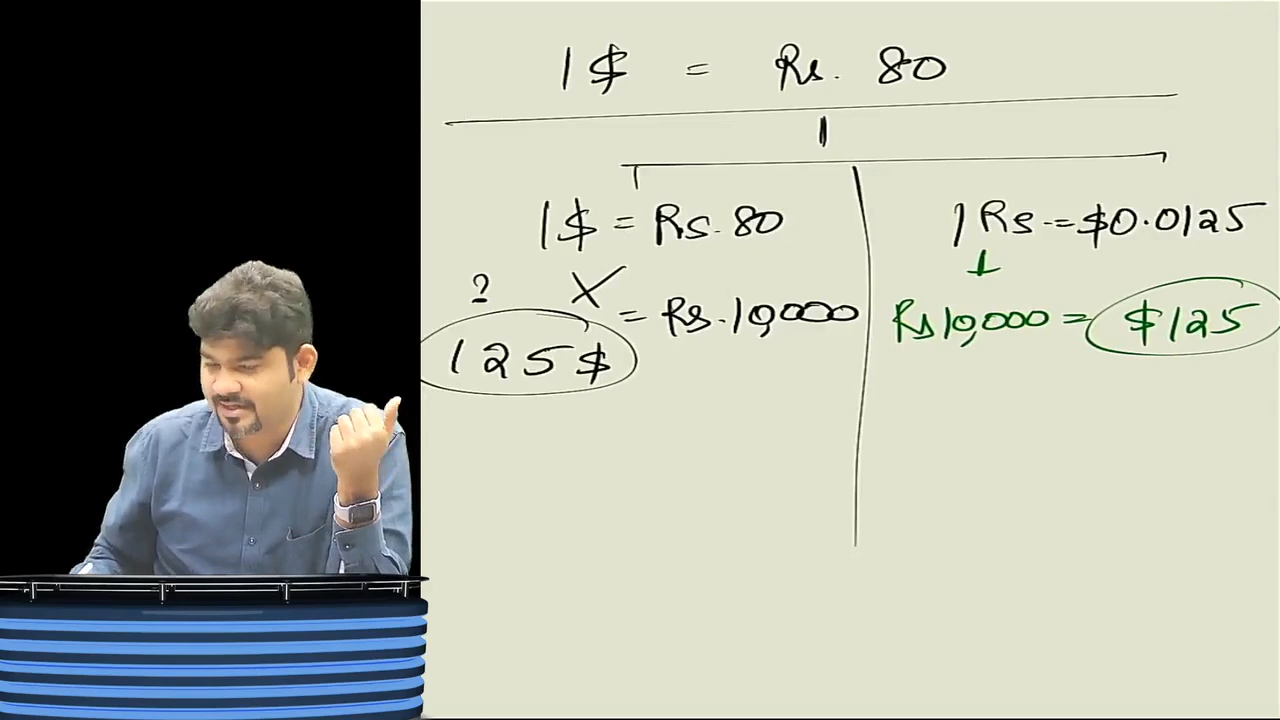 1$ = Rs. 80
1$ = Rs. 80
? X = Rs. 10,000
125$
1 Rs = $0.0125
Rs 10,000 = $125